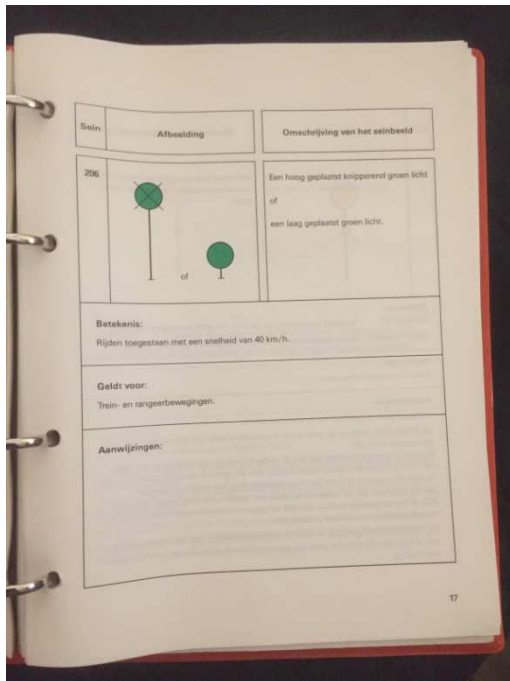 Sein
Afbeelding
Omschrijving van het seinbeeld
206
of
Een hoog geplaatst knipperend groen licht
of
een laag geplaatst groen licht.
Betekenis:
Rijden toegestaan met een snelheid van 40 km/h.
Geldt voor:
Trein- en rangeerbewegingen.
Aanwijzingen:
17